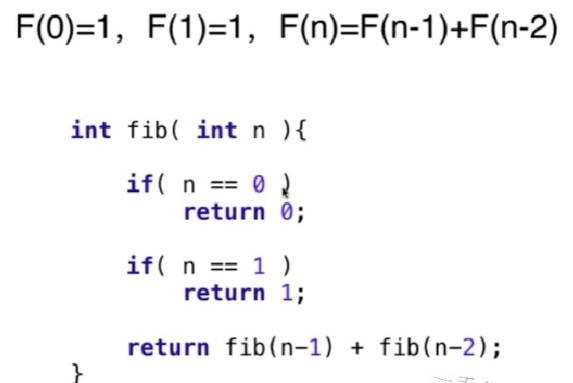 F(0)=1, F(1)=1, F(n)=F(n-1)+F(n-2)
int fib( int n ){
if( n == 0 )
return 0;
if( n == 1 )
return 1;
return fib(n-1) + fib(n-2);
}